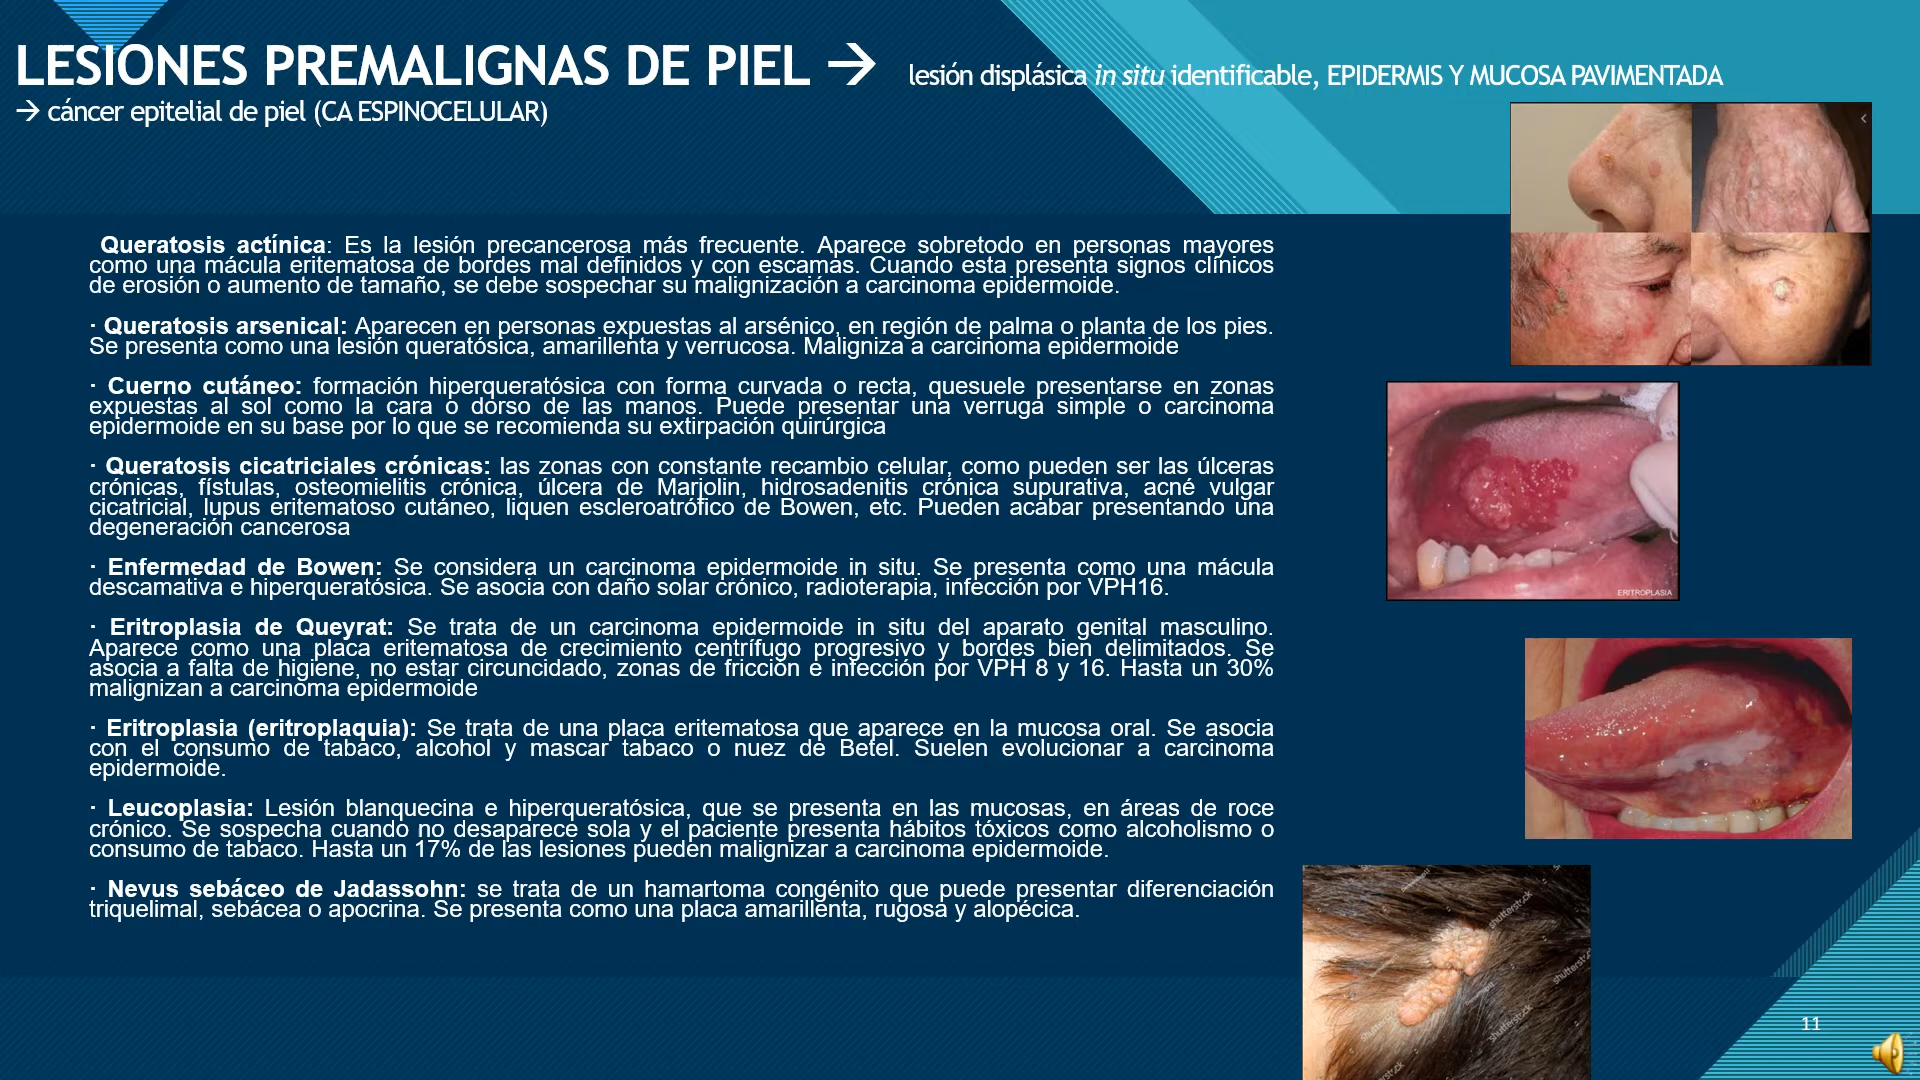 LESIONES PREMALIGNAS DE PIEL → lesión displásica in situ identificable, EPIDERMIS Y MUCOSA PAVIMENTADA
→ cáncer epitelial de piel (CA ESPINOCELULAR)
Queratosis actínica: Es la lesión precancerosa más frecuente. Aparece sobretodo en personas mayores
como una mácula eritematosa de bordes mal definidos y con escamas. Cuando esta presenta signos clínicos
de erosión o aumento de tamaño, se debe sospechar su malignización a carcinoma epidermoide.
· Queratosis arsenical: Aparecen en personas expuestas al arsénico, en región de palma o planta de los pies.
Se presenta como una lesión queratósica, amarillenta y verrucosa. Maligniza a carcinoma epidermoide
· Cuerno cutáneo: formación hiperqueratósica con forma curvada o recta, quesuele presentarse en zonas
expuestas al sol como la cara o dorso de las manos. Puede presentar una verruga simple o carcinoma
epidermoide en su base por lo que se recomienda su extirpación quirúrgica
· Queratosis cicatriciales crónicas: las zonas con constante recambio celular, como pueden ser las úlceras
crónicas, fístulas, osteomielitis crónica, úlcera de Marjolin, hidrosadenitis crónica supurativa, acné vulgar
cicatricial, lupus eritematoso cutáneo, liquen escleroatrófico de Bowen, etc. Pueden acabar presentando una
degeneración cancerosa
· Enfermedad de Bowen: Se considera un carcinoma epidermoide in situ. Se presenta como una mácula
descamativa e hiperqueratósica. Se asocia con daño solar crónico, radioterapia, infección por VPH16.
· Eritroplasia de Queyrat: Se trata de un carcinoma epidermoide in situ del aparato genital masculino.
Aparece como una placa eritematosa de crecimiento centrífugo progresivo y bordes bien delimitados. Se
asocia a falta de higiene, no estar circuncidado, zonas de fricción e infección por VPH 8 y 16. Hasta un 30%
malignizan a carcinoma epidermoide
· Eritroplasia (eritroplaquia): Se trata de una placa eritematosa que aparece en la mucosa oral. Se asocia
con el consumo de tabaco, alcohol y mascar tabaco o nuez de Betel. Suelen evolucionar a carcinoma
epidermoide.
· Leucoplasia: Lesión blanquecina e hiperqueratósica, que se presenta en las mucosas, en áreas de roce
crónico. Se sospecha cuando no desaparece sola y el paciente presenta hábitos tóxicos como alcoholismo o
consumo de tabaco. Hasta un 17% de las lesiones pueden malignizar a carcinoma epidermoide.
· Nevus sebáceo de Jadassohn: se trata de un hamartoma congénito que puede presentar diferenciación
triquelimal, sebácea o apocrina. Se presenta como una placa amarillenta, rugosa y alopécica.
ERITROPLASIA
shutterstock
shutterstock
shutterstock
11